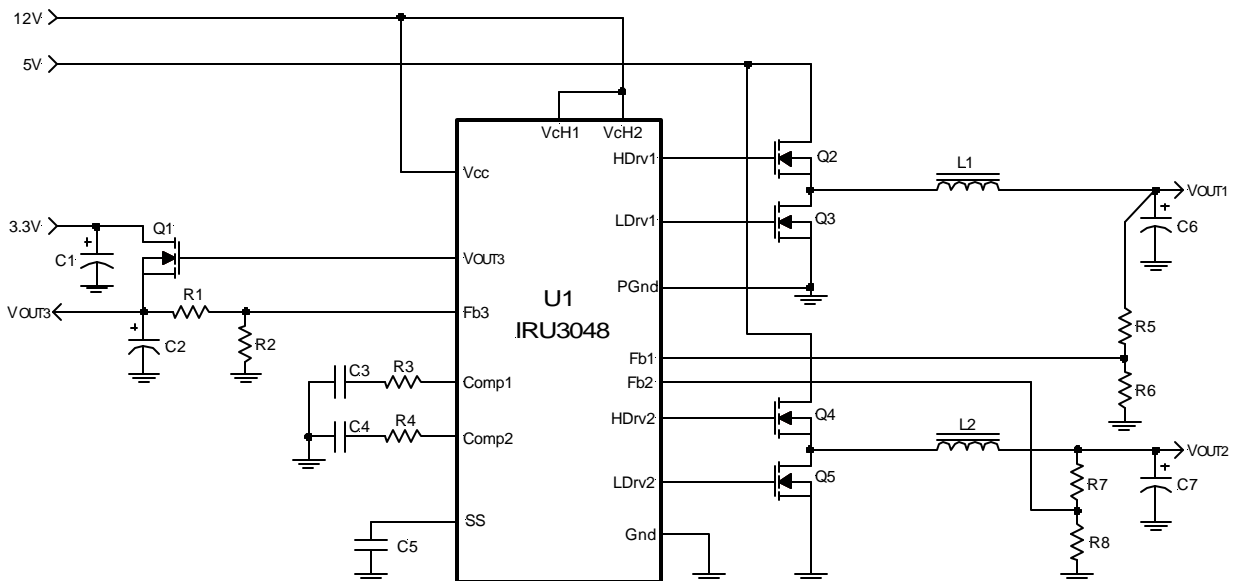 12V
5V
VcH1
VcH2
HDrv1
Q2
L1
Vcc
VOUT1
3.3V
Q1
LDrv1
Q3
C6
C1
VOUT3
PGnd
U1
R1
VOUT3
Fb3
IRU3048
R5
C2
R2
Fb1
C3
R3
Comp1
Fb2
R6
C4
R4
Comp2
HDrv2
Q4
L2
VOUT2
LDrv2
Q5
R7
C7
SS
C5
Gnd
R8